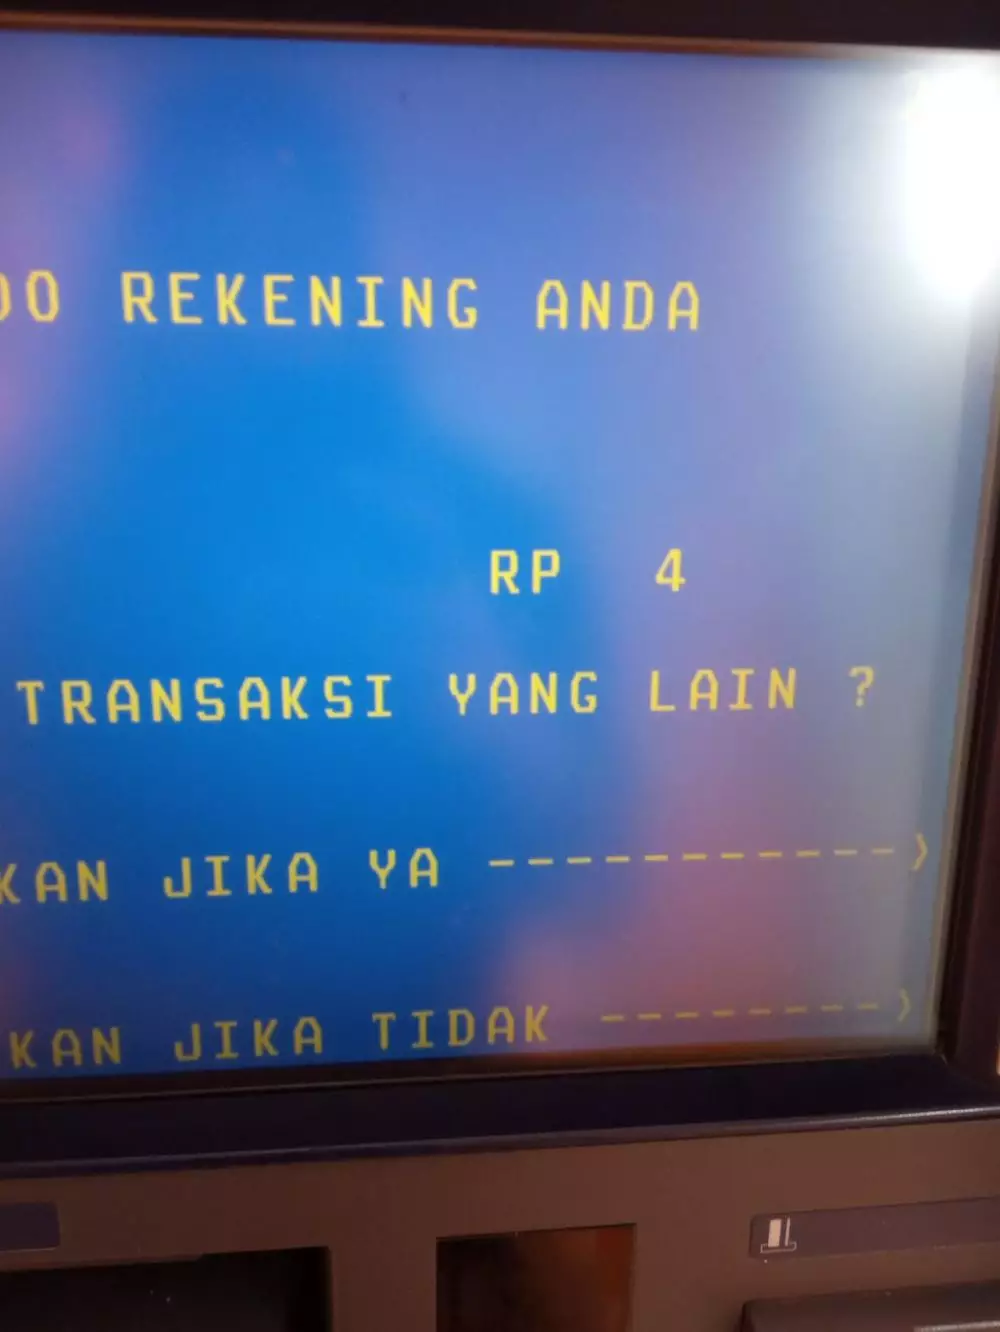 DO REKENING ANDA
RP 4
TRANSAKSI YANG LAIN ?
KAN JIKA YA ----------->
KAN JIKA TIDAK -------->